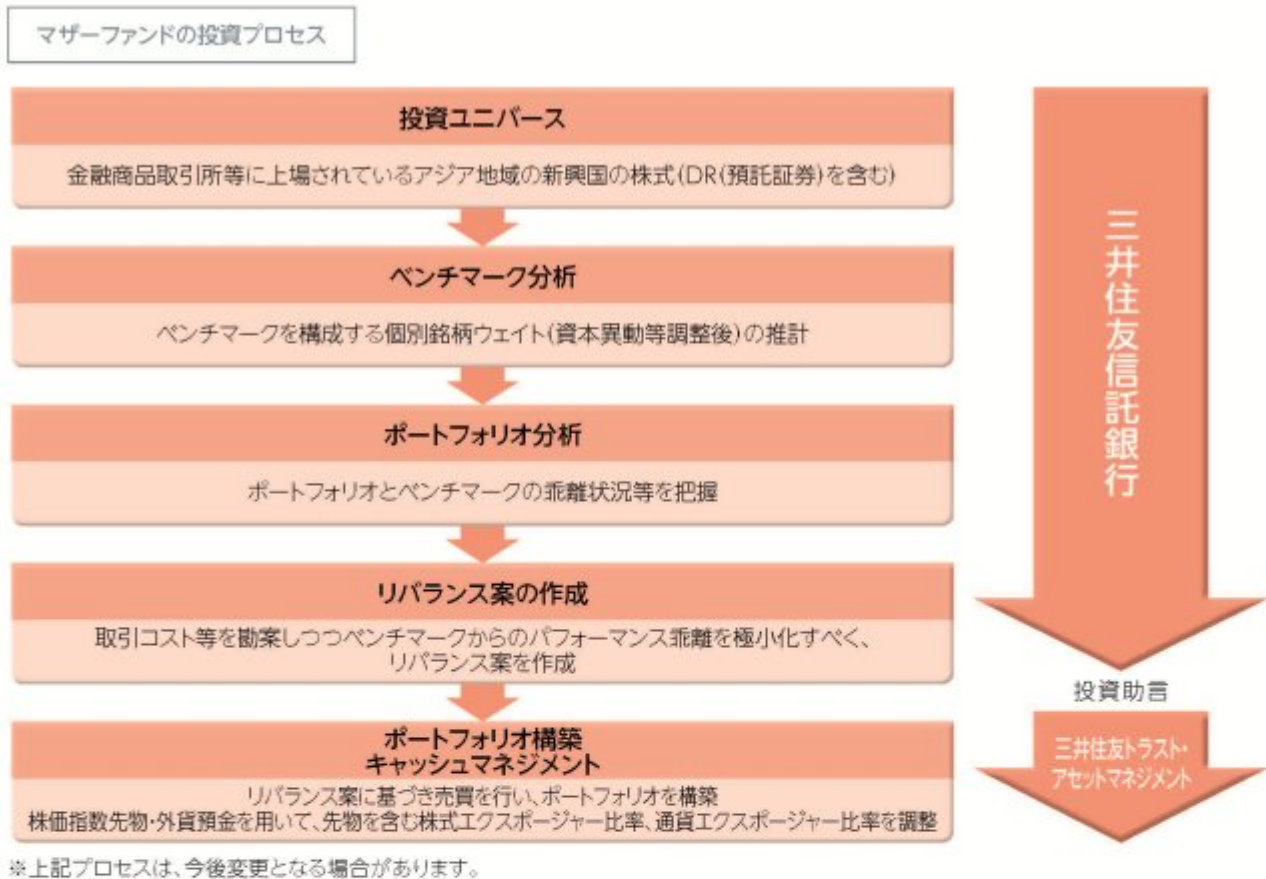 マザーファンドの投資プロセス
投資ユニバース
金融商品取引所等に上場されているアジア地域の新興国の株式(DR(預託証券)を含む)
ベンチマーク分析
ベンチマークを構成する個別銘柄ウェイト(資本異動等調整後)の推計
ポートフォリオ分析
ポートフォリオとベンチマークの乖離状況等を把握
リバランス案の作成
取引コスト等を勘案しつつベンチマークからのパフォーマンス乖離を極小化すべく、
リバランス案を作成
ポートフォリオ構築
キャッシュマネジメント
リバランス案に基づき売買を行い、ポートフォリオを構築
株価指数先物・外貨預金を用いて、先物を含む株式エクスポージャー比率、通貨エクスポージャー比率を調整
三井住友信託銀行
投資助言
三井住友トラスト・
アセットマネジメント
※上記プロセスは、今後変更となる場合があります。